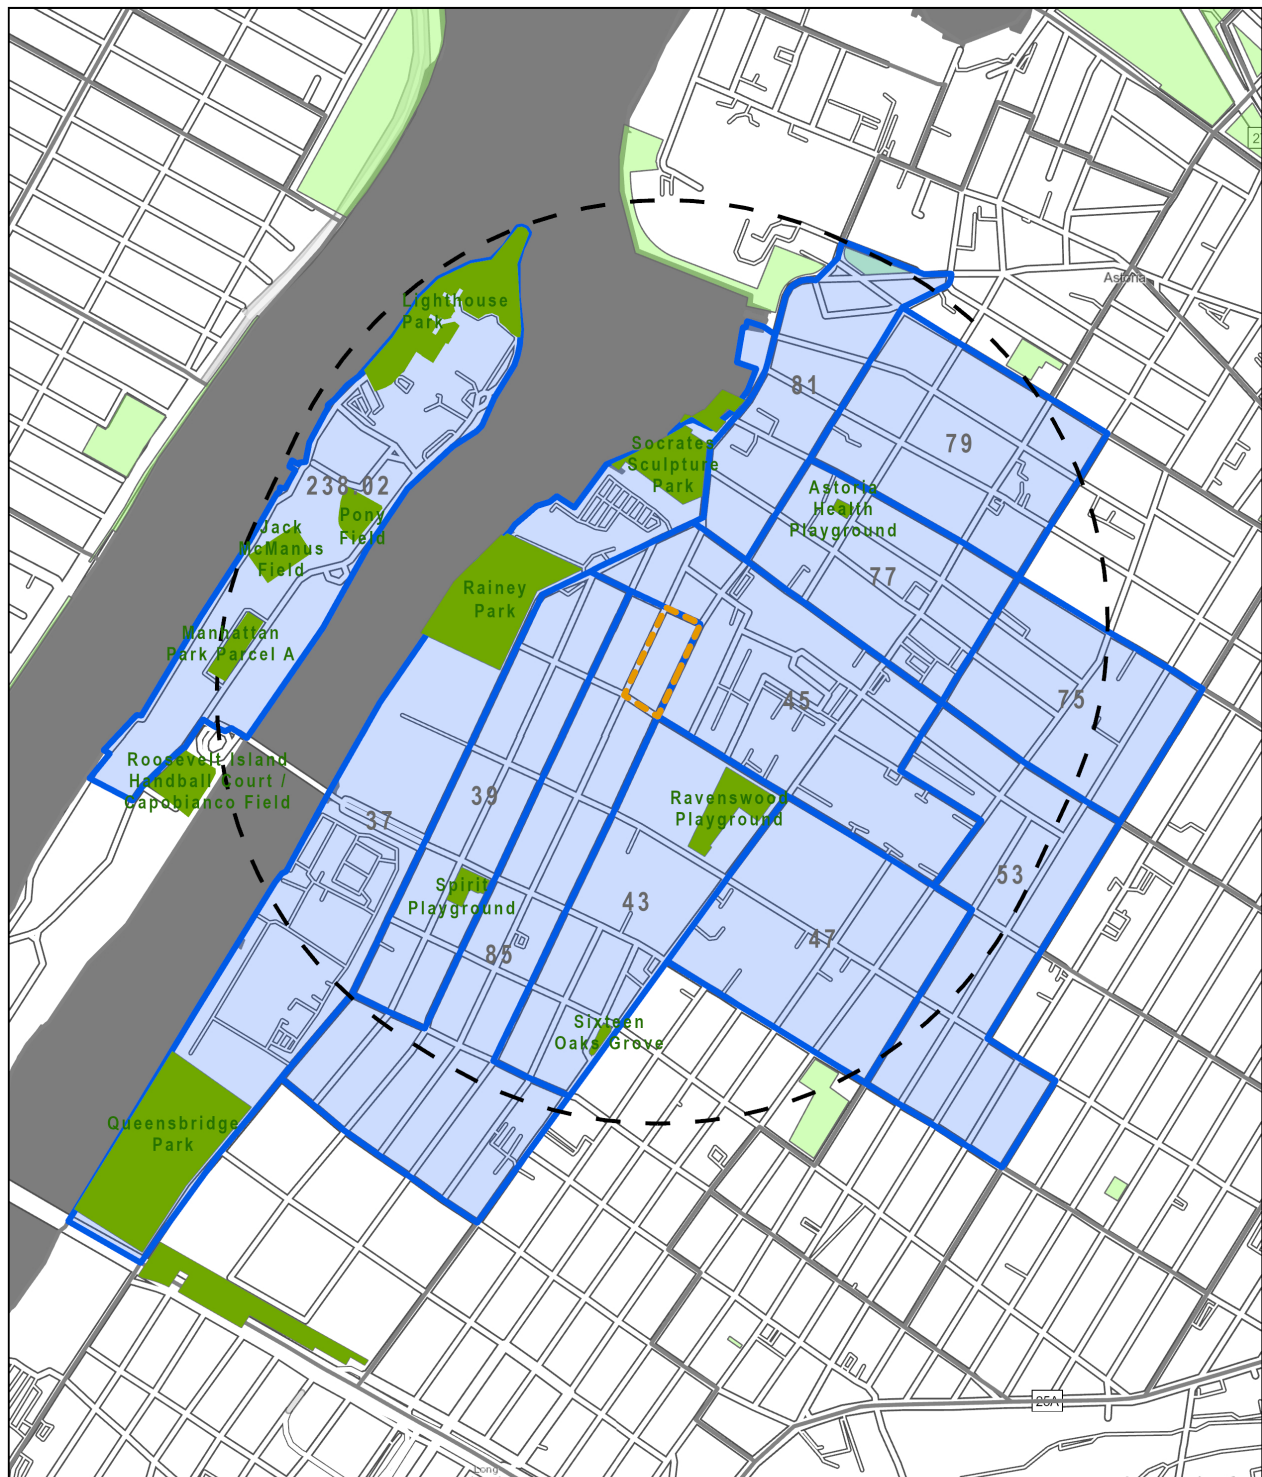 Astoria
Lighthouse
Park
81
79
Socrates
Sculpture
Park
238.02
Astoria
Health
Playground
Pony
Field
Jack
McManus
Field
77
Rainey
Park
Manhattan
Park Parcel A
75
45
Roosevelt Island
Handball Court /
Capobianco Field
39
Ravenswood
Playground
37
53
Spirit
Playground
43
47
85
Sixteen
Oaks Grove
Queensbridge
Park
25A
Long